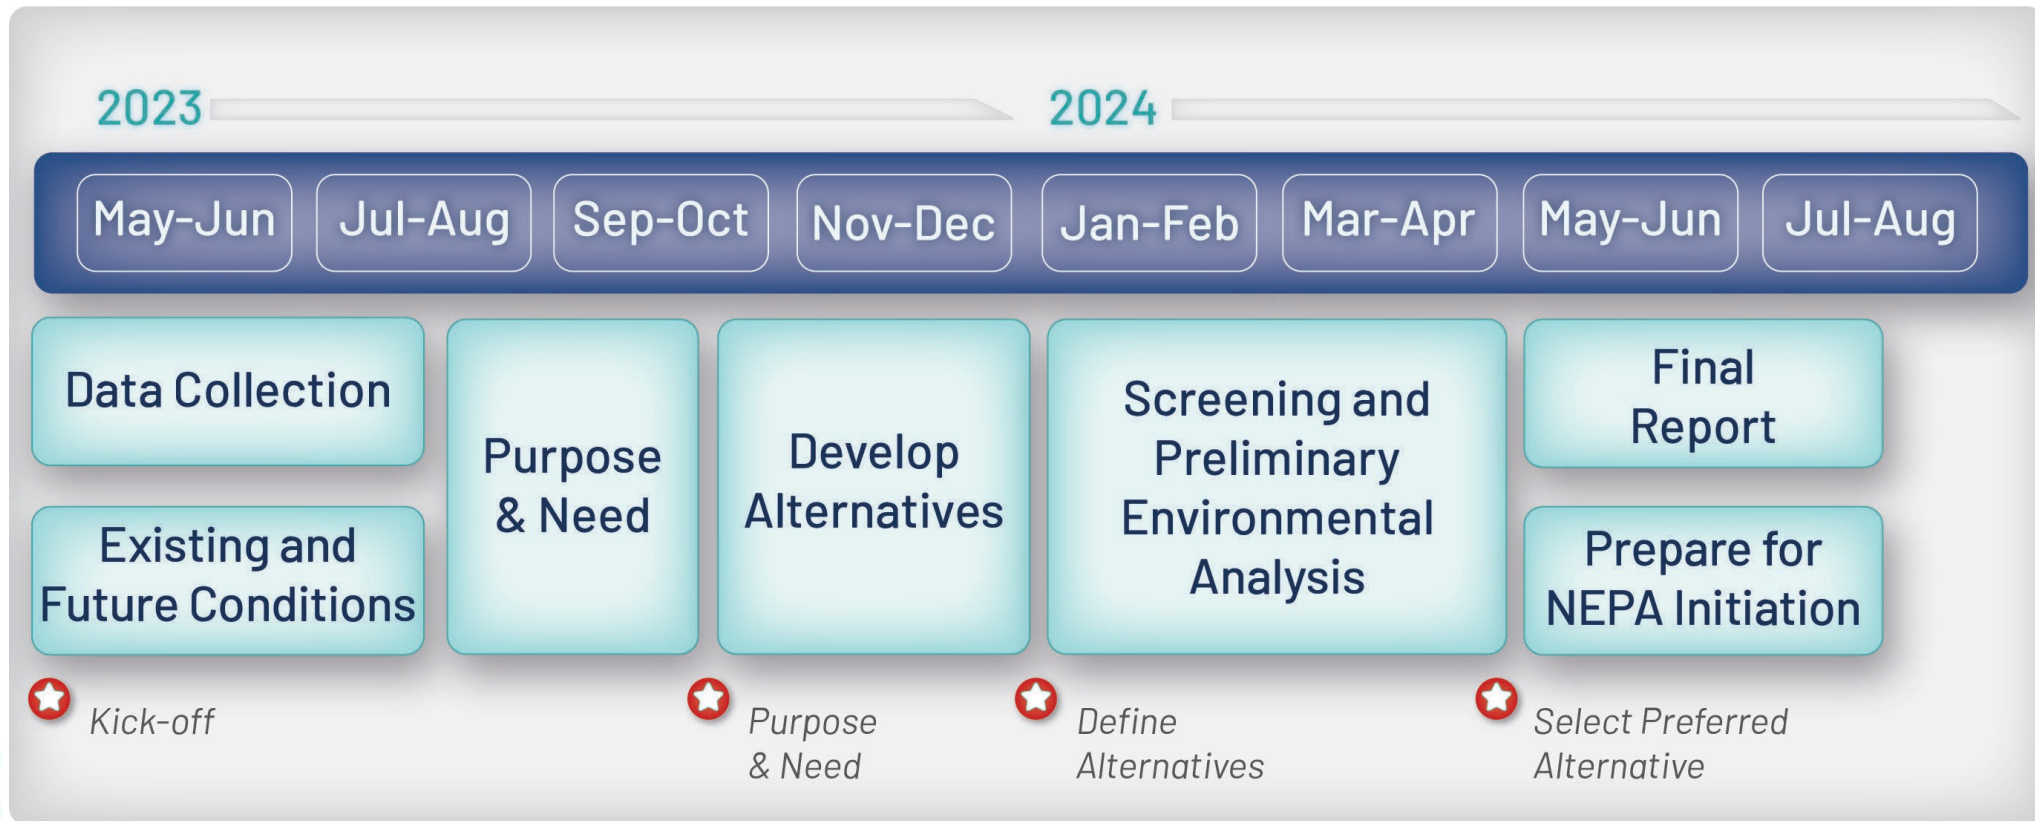 2023
2024
May-Jun
Jul-Aug
Sep-Oct
Nov-Dec
Jan-Feb
Mar-Apr
May-Jun
Jul-Aug
Data Collection
Existing and
Future Conditions
Purpose
& Need
Develop
Alternatives
Screening and
Preliminary
Environmental
Analysis
Final
Report
Prepare for
NEPA Initiation
Kick-off
Purpose
& Need
Define
Alternatives
Select Preferred
Alternative